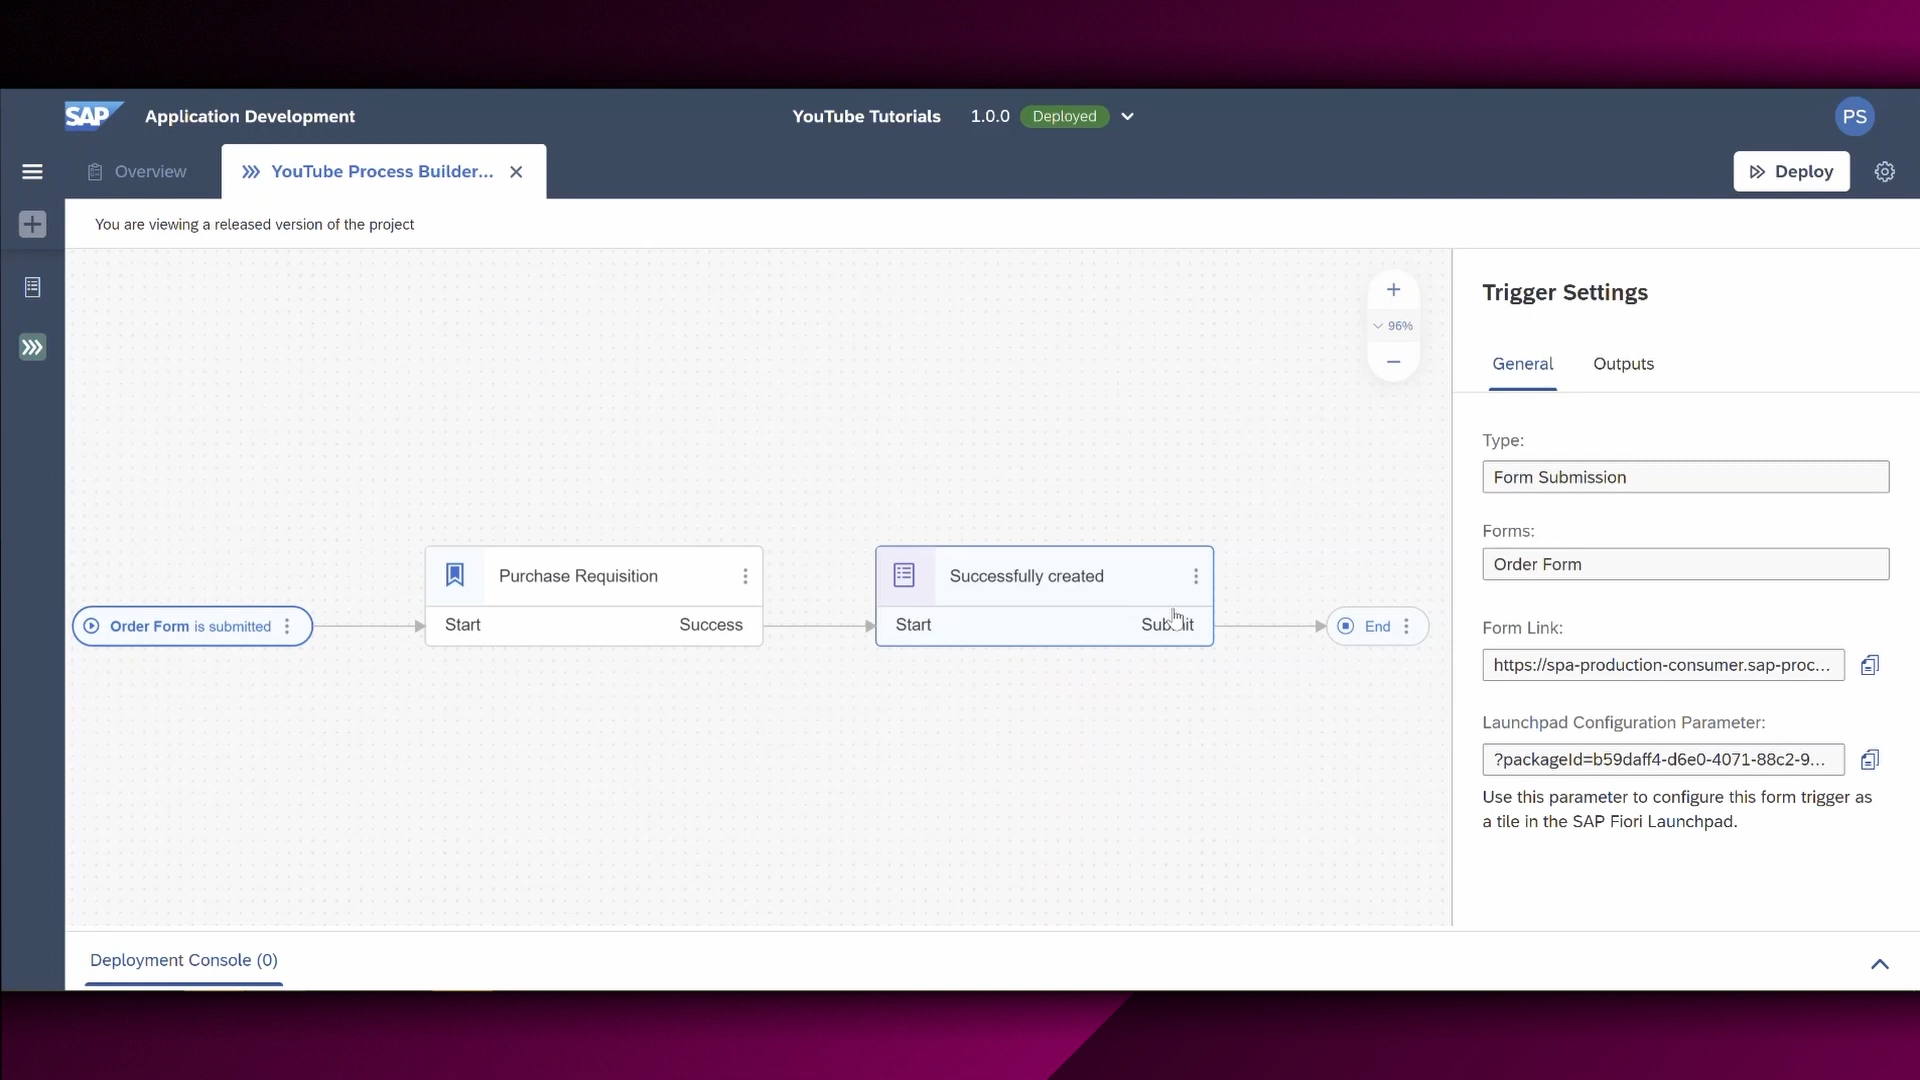 SAP Application Development YouTube Tutorials 1.0.0 Deployed PS
Overview YouTube Process Builder... Deploy
You are viewing a released version of the project
Trigger Settings
96%
General Outputs
Type:
Form Submission
Forms:
Order Form
Form Link:
https://spa-production-consumer.sap-proc...
Launchpad Configuration Parameter:
?packageId=b59daff4-d6e0-4071-88c2-9...
Use this parameter to configure this form trigger as
a tile in the SAP Fiori Launchpad.
Order Form is submitted
Purchase Requisition
Start Success
Successfully created
Start Submit
End
Deployment Console (0)